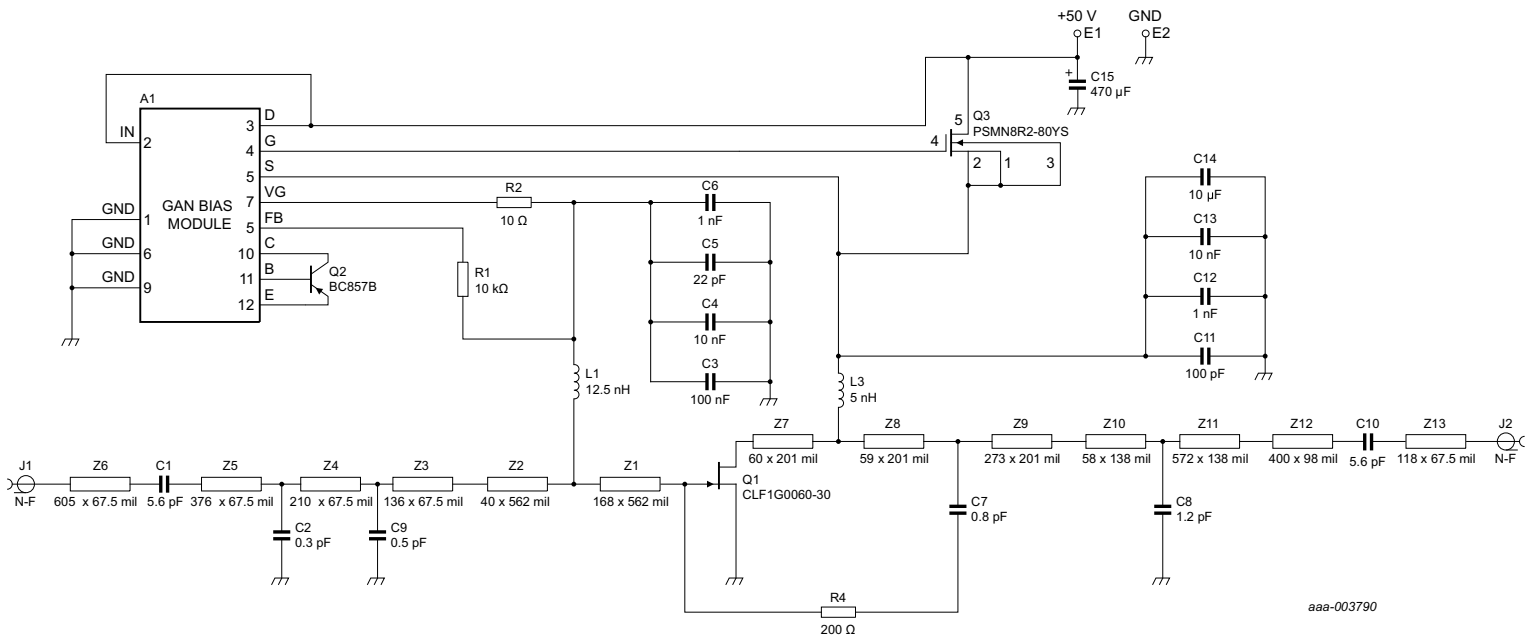 +50 V
E1
GND
E2
C15
470 µF
+
A1
IN
2
GND
1
GND
6
GND
9
GAN BIAS
MODULE
D
3
G
4
S
5
VG
7
FB
5
C
10
B
11
E
12
Q2
BC857B
R2
10 Ω
R1
10 kΩ
C6
1 nF
C5
22 pF
C4
10 nF
C3
100 nF
L1
12.5 nH
Q3
PSMN8R2-80YS
5
4
2
1
3
C14
10 µF
C13
10 nF
C12
1 nF
C11
100 pF
L3
5 nH
J1
N-F
Z6
605 x 67.5 mil
C1
5.6 pF
Z5
376 x 67.5 mil
C2
0.3 pF
Z4
210 x 67.5 mil
C9
0.5 pF
Z3
136 x 67.5 mil
Z2
40 x 562 mil
Z1
168 x 562 mil
Q1
CLF1G0060-30
Z7
60 x 201 mil
Z8
59 x 201 mil
C7
0.8 pF
R4
200 Ω
Z9
273 x 201 mil
Z10
58 x 138 mil
C8
1.2 pF
Z11
572 x 138 mil
Z12
400 x 98 mil
C10
5.6 pF
Z13
118 x 67.5 mil
J2
N-F
aaa-003790